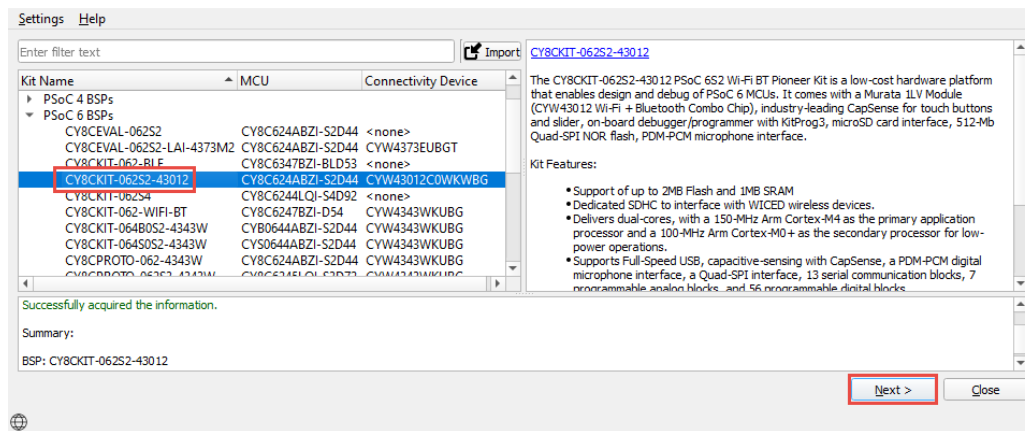 Settings Help
Enter filter text
Import
Kit Name MCU Connectivity Device
PSoC 4 BSPs
PSoC 6 BSPs
CY8CEVAL-062S2 CY8C624ABZI-S2D44 <none>
CY8CEVAL-062S2-LAI-4373M2 CY8C624ABZI-S2D44 CYW4373EUBGT
CY8CKIT-062-BLE CY8C6347BZI-BLD53 <none>
CY8CKIT-062S2-43012 CY8C624ABZI-S2D44 CYW43012C0WKWBG
CY8CKIT-062S4 CY8C6244LQI-S4D92 <none>
CY8CKIT-062-WIFI-BT CY8C6247BZI-D54 CYW4343WKUBG
CY8CKIT-064B0S2-4343W CYB0644ABZI-S2D44 CYW4343WKUBG
CY8CKIT-064S0S2-4343W CYS0644ABZI-S2D44 CYW4343WKUBG
CY8CPROTO-062-4343W CY8C624ABZI-S2D44 CYW4343WKUBG
CY8CKIT-062S2-43012
The CY8CKIT-062S2-43012 PSoC 6S2 Wi-Fi BT Pioneer Kit is a low-cost hardware platform
that enables design and debug of PSoC 6 MCUs. It comes with a Murata 1LV Module
(CYW43012 Wi-Fi + Bluetooth Combo Chip), industry-leading CapSense for touch buttons
and slider, on-board debugger/programmer with KitProg3, microSD card interface, 512-Mb
Quad-SPI NOR flash, PDM-PCM microphone interface.
Kit Features:
•Support of up to 2MB Flash and 1MB SRAM
•Dedicated SDHC to interface with WICED wireless devices.
•Delivers dual-cores, with a 150-MHz Arm Cortex-M4 as the primary application
processor and a 100-MHz Arm Cortex-M0+ as the secondary processor for low-
power operations.
•Supports Full-Speed USB, capacitive-sensing with CapSense, a PDM-PCM digital
microphone interface, a Quad-SPI interface, 13 serial communication blocks, 7
programmable analog blocks, and 56 programmable digital blocks.
Successfully acquired the information.
Summary:
BSP: CY8CKIT-062S2-43012
Next >
Close